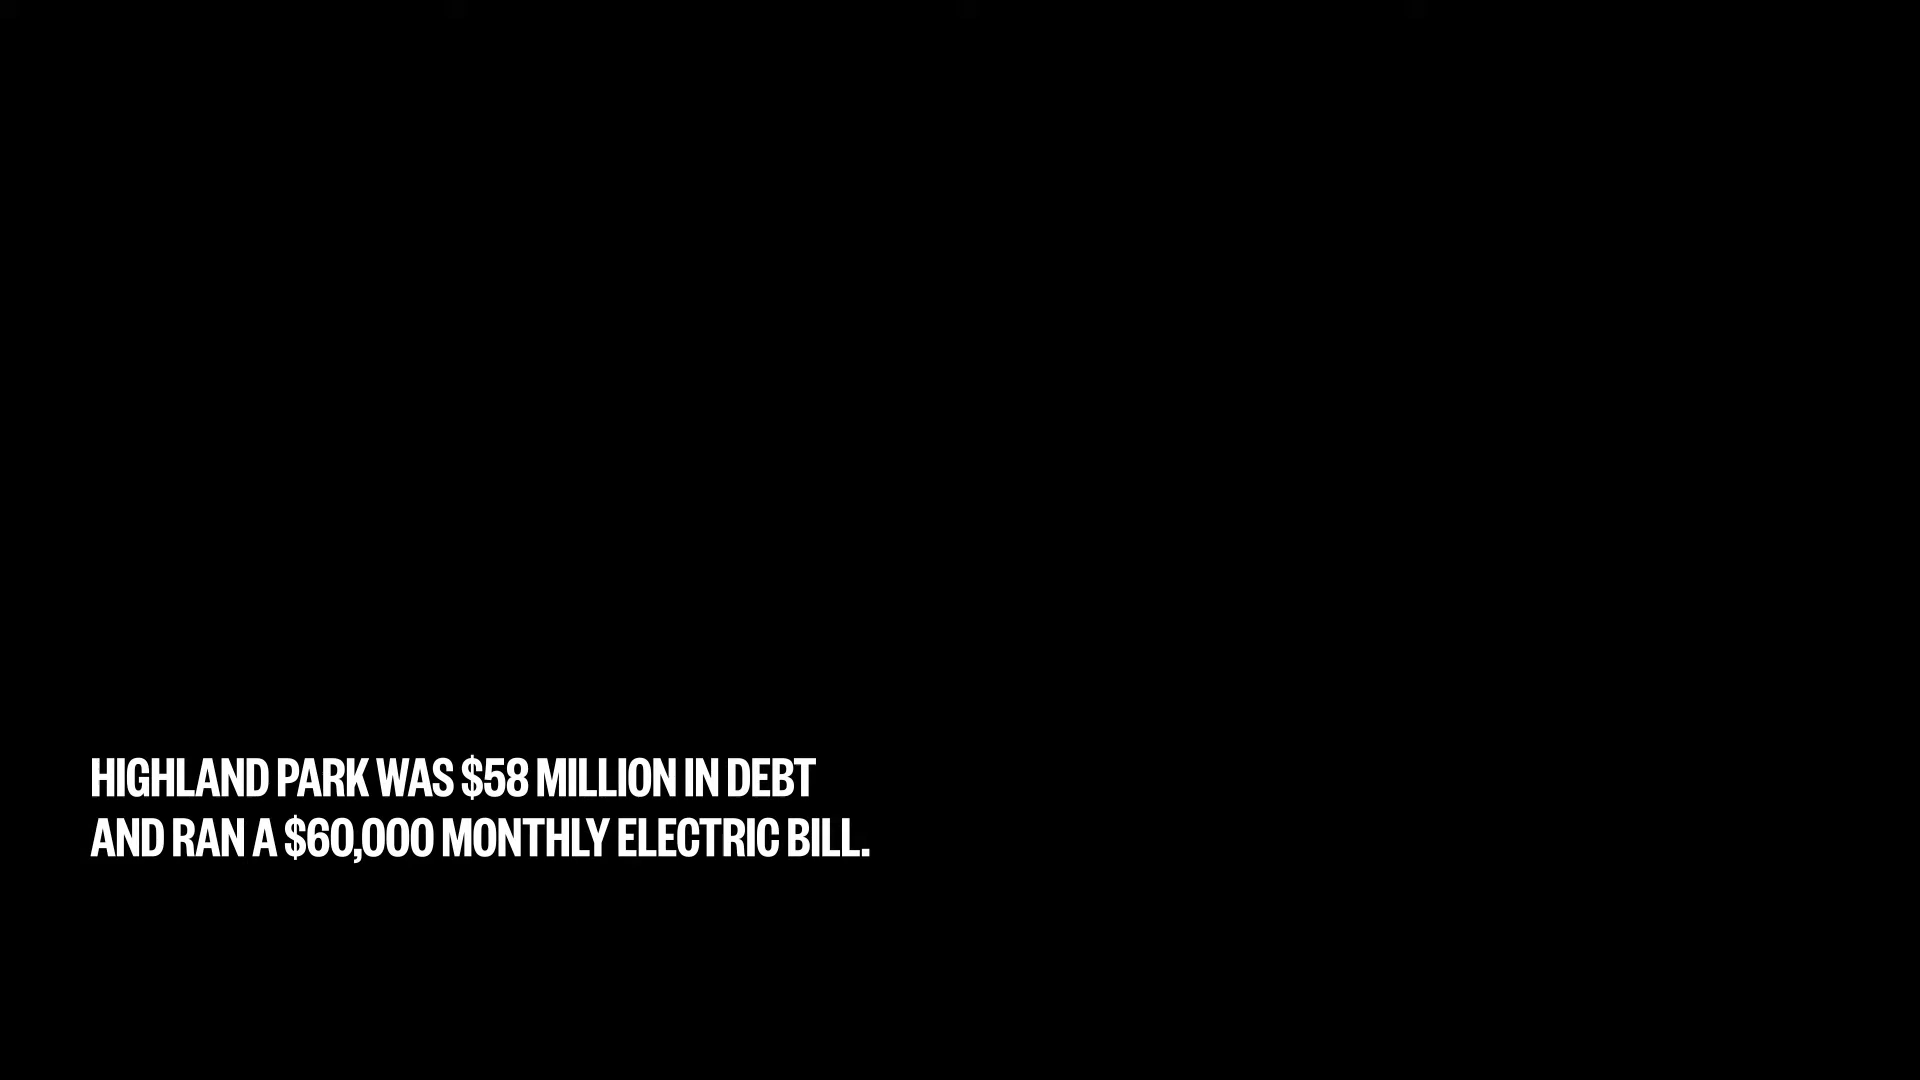 HIGHLAND PARK WAS $58 MILLION IN DEBT
AND RAN A $60,000 MONTHLY ELECTRIC BILL.